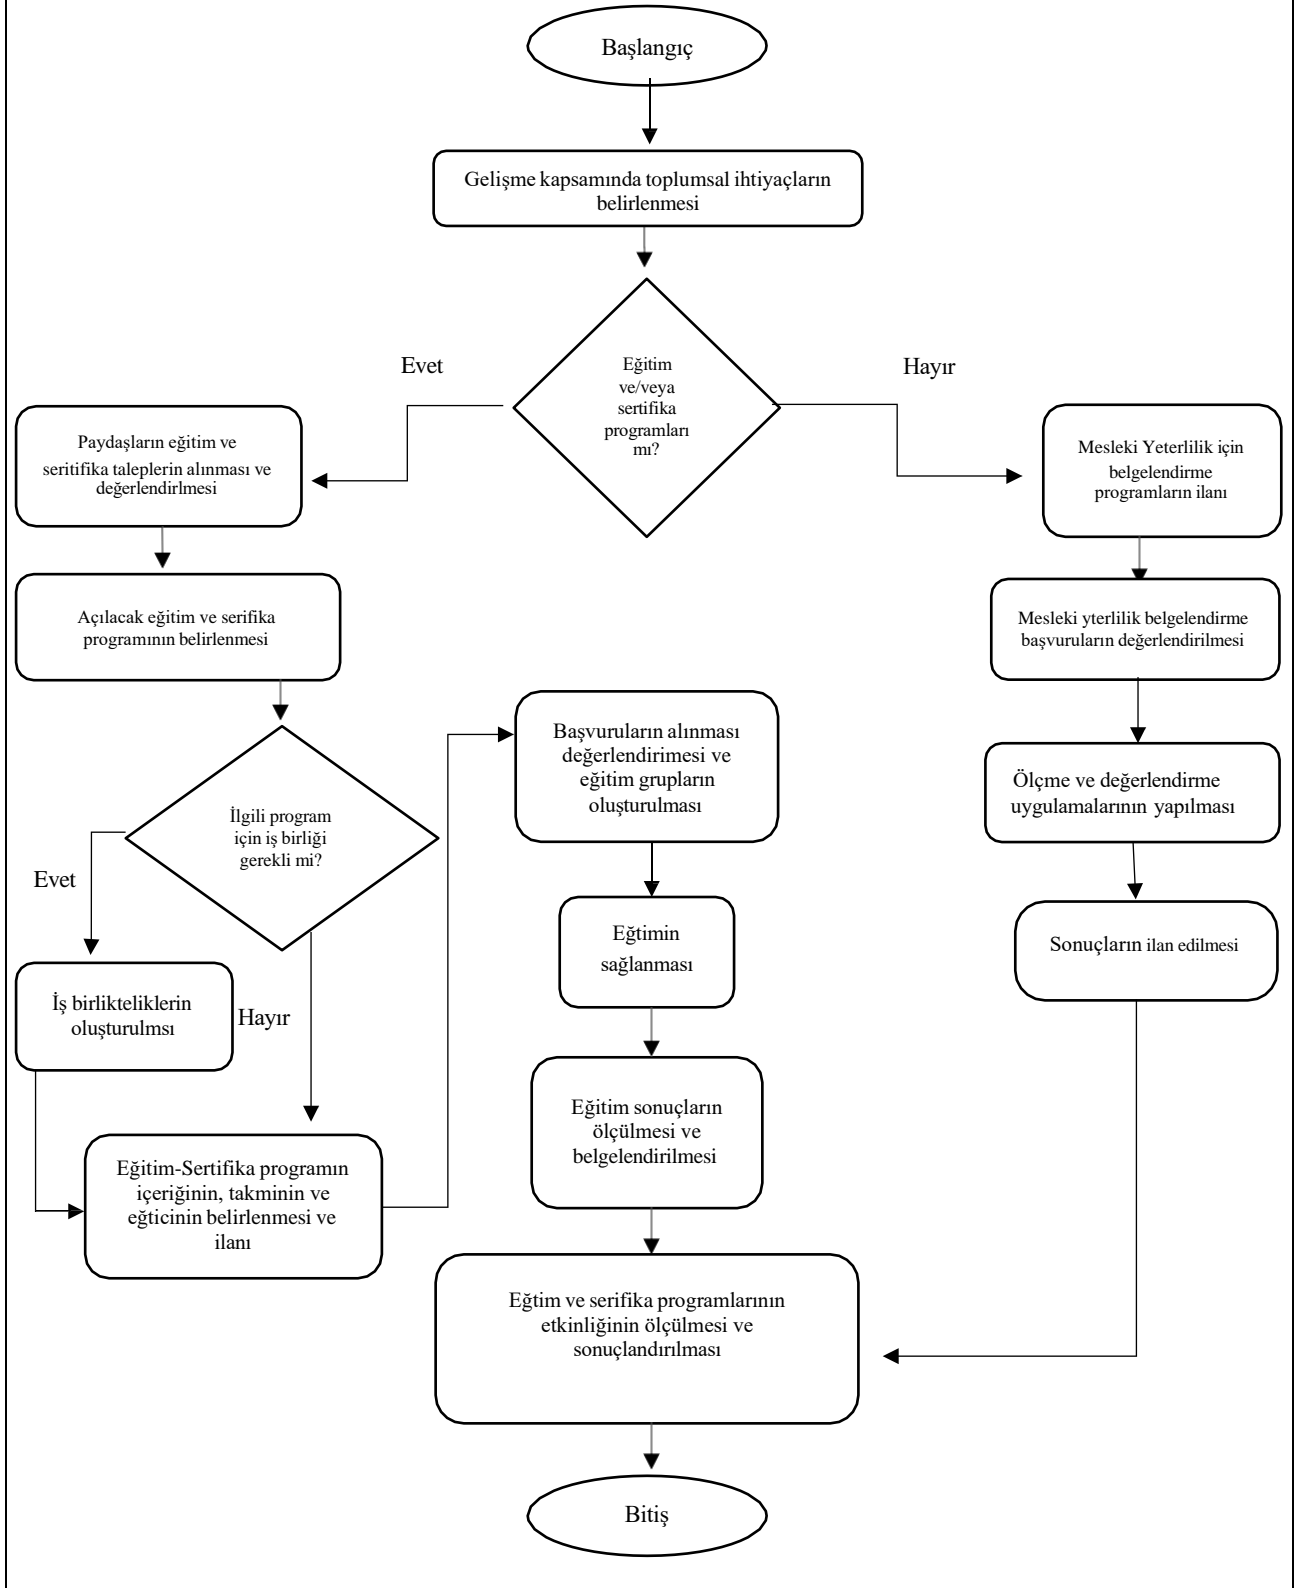 Başlangıç
Gelişme kapsamında toplumsal ihtiyaçların
belirlenmesi
Eğitim
ve/veya
sertifika
programları
mı?
Evet
Hayır
Paydaşların eğitim ve
seritifika taleplerin alınması ve
değerlendirlmesi
Mesleki Yeterlilik için
belgelendirme
programların ilanı
Açılacak eğitim ve serifika
programının belirlenmesi
Mesleki yterlilik belgelendirme
başvuruların değerlendirilmesi
İlgili program
için iş birliği
gerekli mi?
Evet
Hayır
İş birlikteliklerin
oluşturulmsı
Eğitim-Sertifika programın
içeriğinin, takminin ve
eğticinin belirlenmesi ve
ilanı
Başvuruların alınması
değerlendirimesi ve
eğitim grupların
oluşturulması
Eğtimin
sağlanması
Eğitim sonuçların
ölçülmesi ve
belgelendirilmesi
Ölçme ve değerlendirme
uygulamalarının yapılması
Sonuçların ilan edilmesi
Eğtim ve serifika programlarının
etkinliğinin ölçülmesi ve
sonuçlandırılması
Bitiş